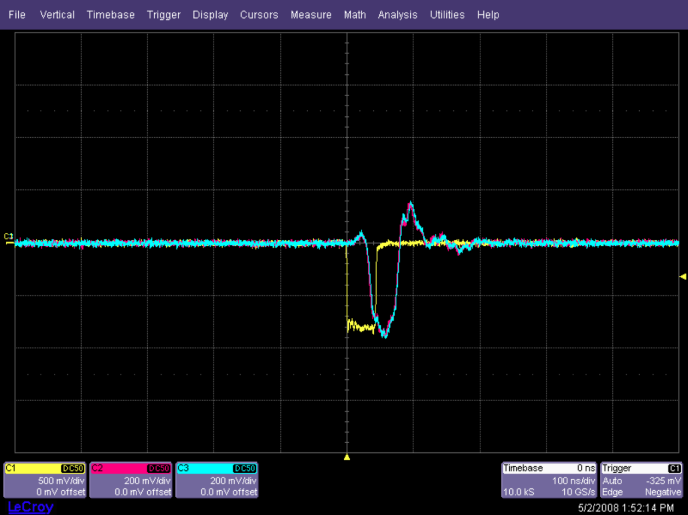 File Vertical Timebase Trigger Display Cursors Measure Math Analysis Utilities Help
C3
C1 DC50 C2 DC50 C3 DC50 Timebase 0 ns Trigger C1
500 mV/div 200 mV/div 200 mV/div 100 ns/div Auto -325 mV
0 mV offset 0.0 mV offset 0.0 mV offset 10.0 kS 10 GS/s Edge Negative
LeCroy 5/2/2008 1:52:14 PM